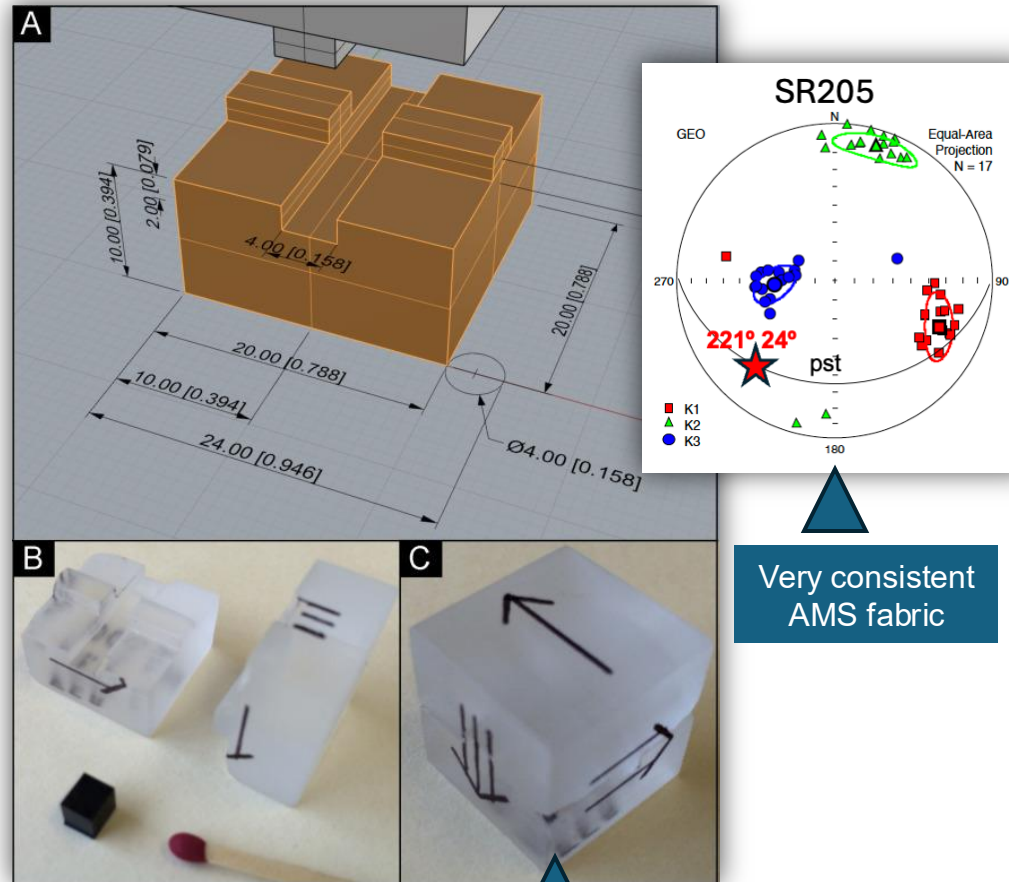 A
2.00 [0.079]
10.00 [0.394]
4.00 [0.158]
20.00 [0.788]
20.00 [0.788]
10.00 [0.394]
24.00 [0.946]
Ø4.00 [0.158]
SR205
N
GEO
Equal-Area
Projection
N = 17
270
90
221º 24º
pst
K1
K2
K3
180
Very consistent
AMS fabric
B
C